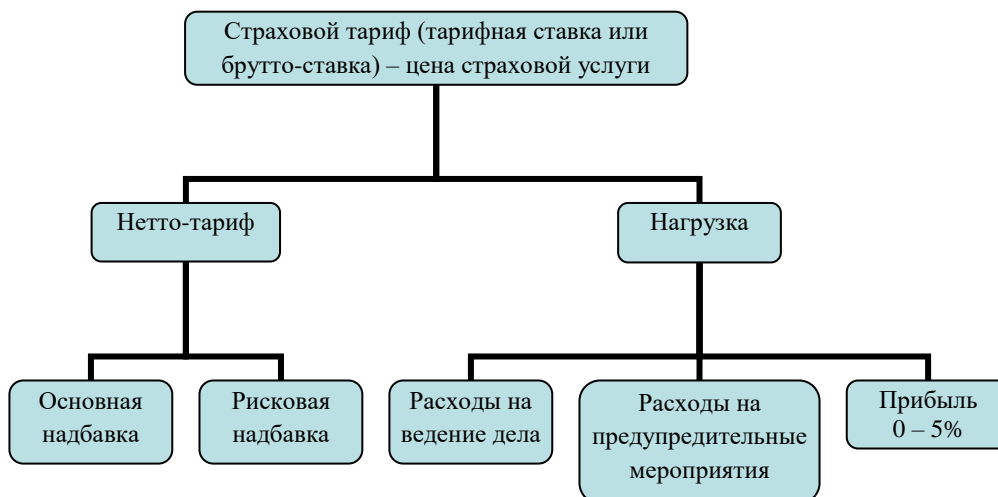 Страховой тариф (тарифная ставка или
брутто-ставка) – цена страховой услуги
Нетто-тариф
Нагрузка
Основная
надбавка
Рисковая
надбавка
Расходы на
ведение дела
Расходы на
предупредительные
мероприятия
Прибыль
0 – 5%